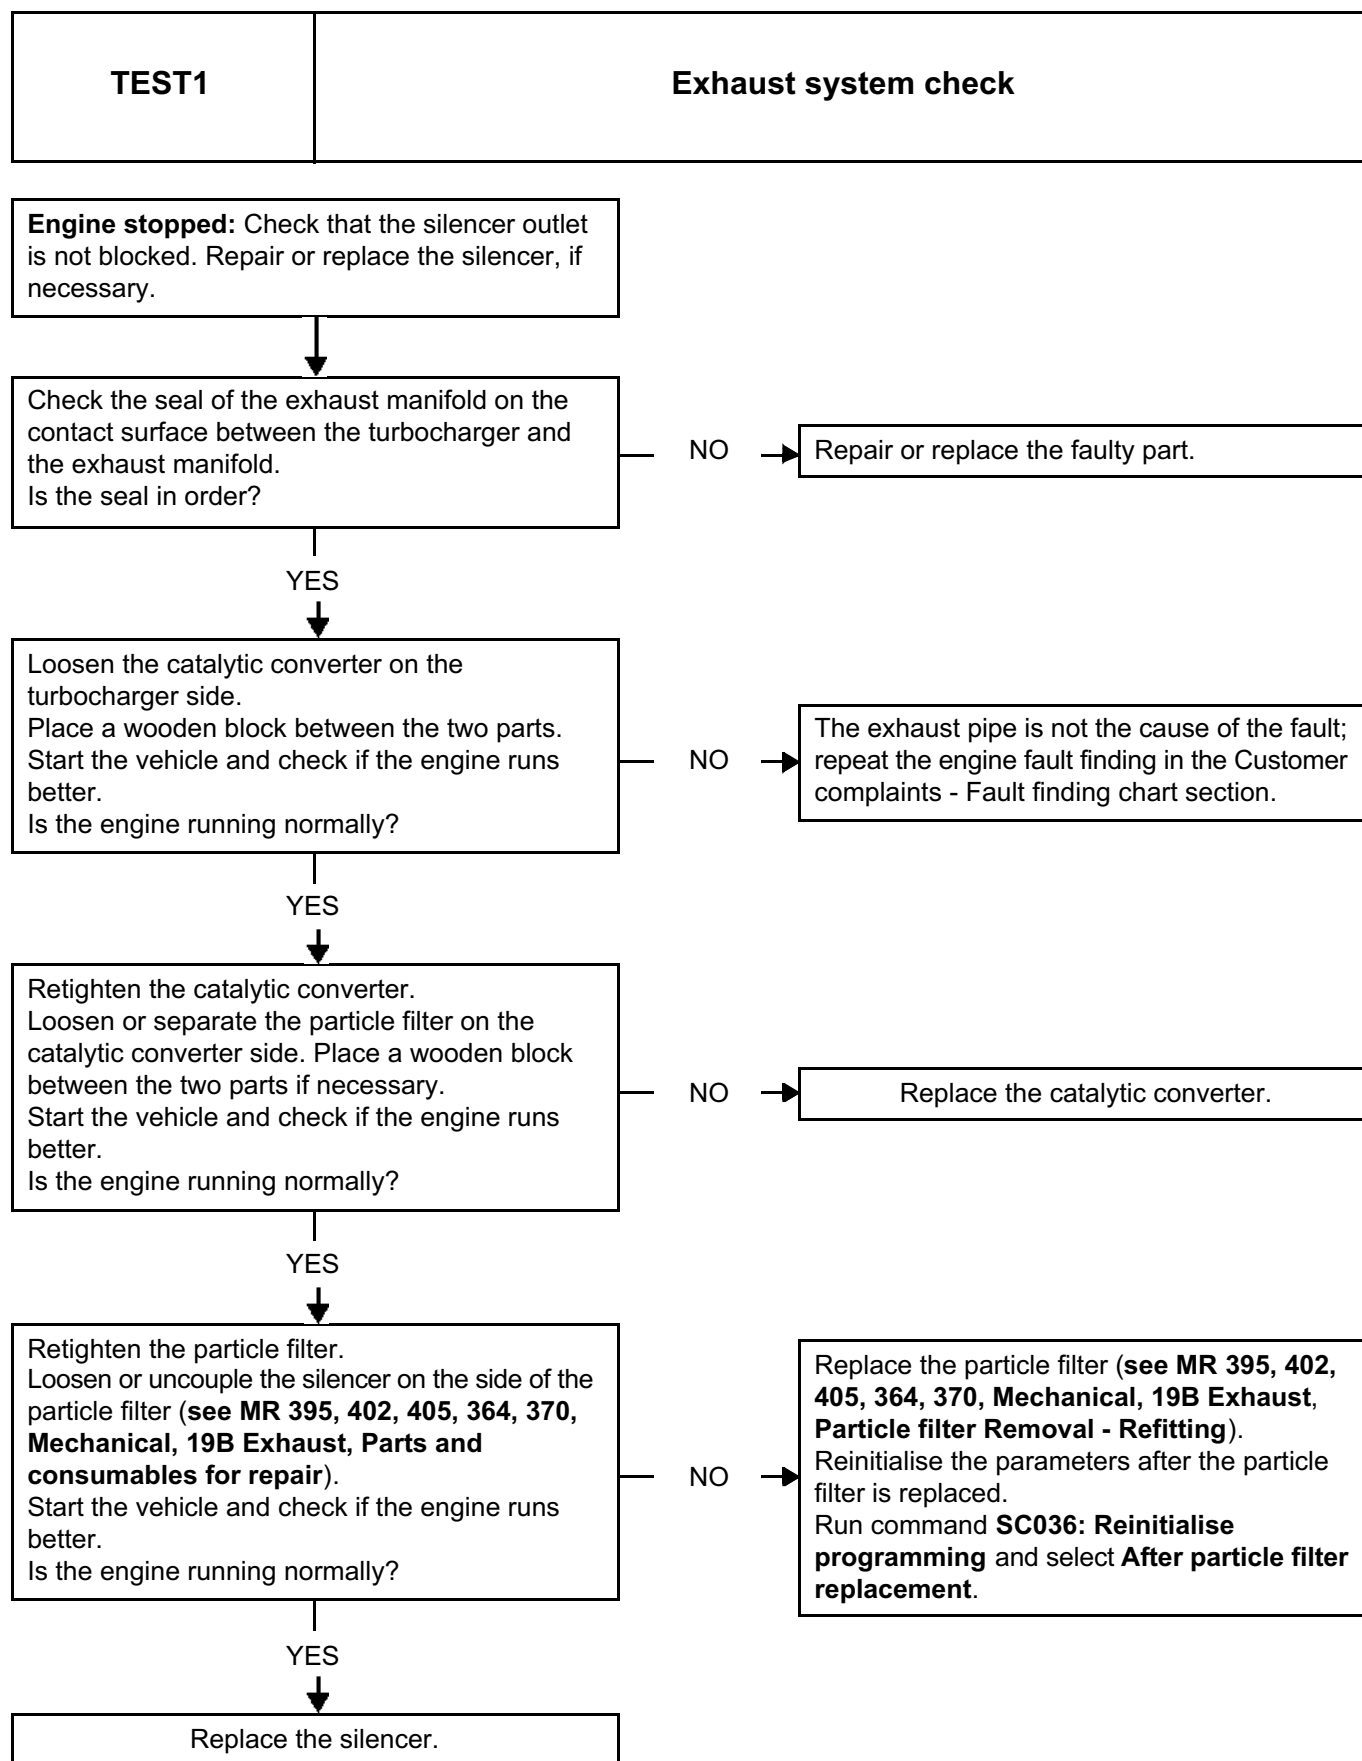 TEST1
Exhaust system check
Engine stopped: Check that the silencer outlet
is not blocked. Repair or replace the silencer, if
necessary.
Check the seal of the exhaust manifold on the
contact surface between the turbocharger and
the exhaust manifold.
Is the seal in order?
NO
Repair or replace the faulty part.
YES
Loosen the catalytic converter on the
turbocharger side.
Place a wooden block between the two parts.
Start the vehicle and check if the engine runs
better.
Is the engine running normally?
NO
The exhaust pipe is not the cause of the fault;
repeat the engine fault finding in the Customer
complaints - Fault finding chart section.
YES
Retighten the catalytic converter.
Loosen or separate the particle filter on the
catalytic converter side. Place a wooden block
between the two parts if necessary.
Start the vehicle and check if the engine runs
better.
Is the engine running normally?
NO
Replace the catalytic converter.
YES
Retighten the particle filter.
Loosen or uncouple the silencer on the side of the
particle filter (see MR 395, 402, 405, 364, 370,
Mechanical, 19B Exhaust, Parts and
consumables for repair).
Start the vehicle and check if the engine runs
better.
Is the engine running normally?
NO
Replace the particle filter (see MR 395, 402,
405, 364, 370, Mechanical, 19B Exhaust,
Particle filter Removal - Refitting).
Reinitialise the parameters after the particle
filter is replaced.
Run command SC036: Reinitialise
programming and select After particle filter
replacement.
YES
Replace the silencer.